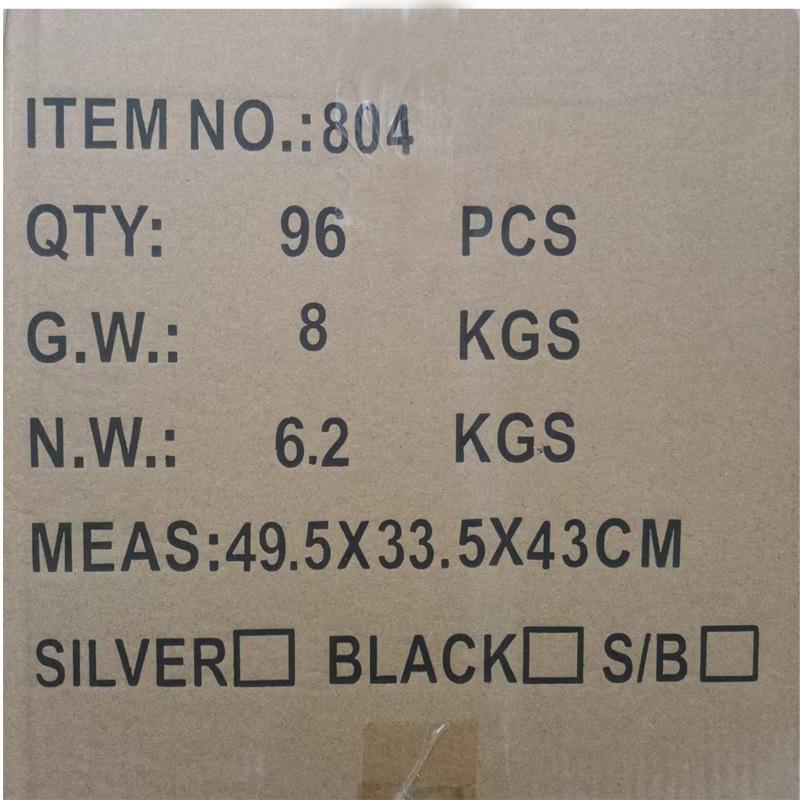 ITEM NO.:804
QTY: 96 PCS
G.W.: 8 KGS
N.W.: 6.2 KGS
MEAS:49.5X33.5X43CM
SILVER□ BLACK□ S/B□